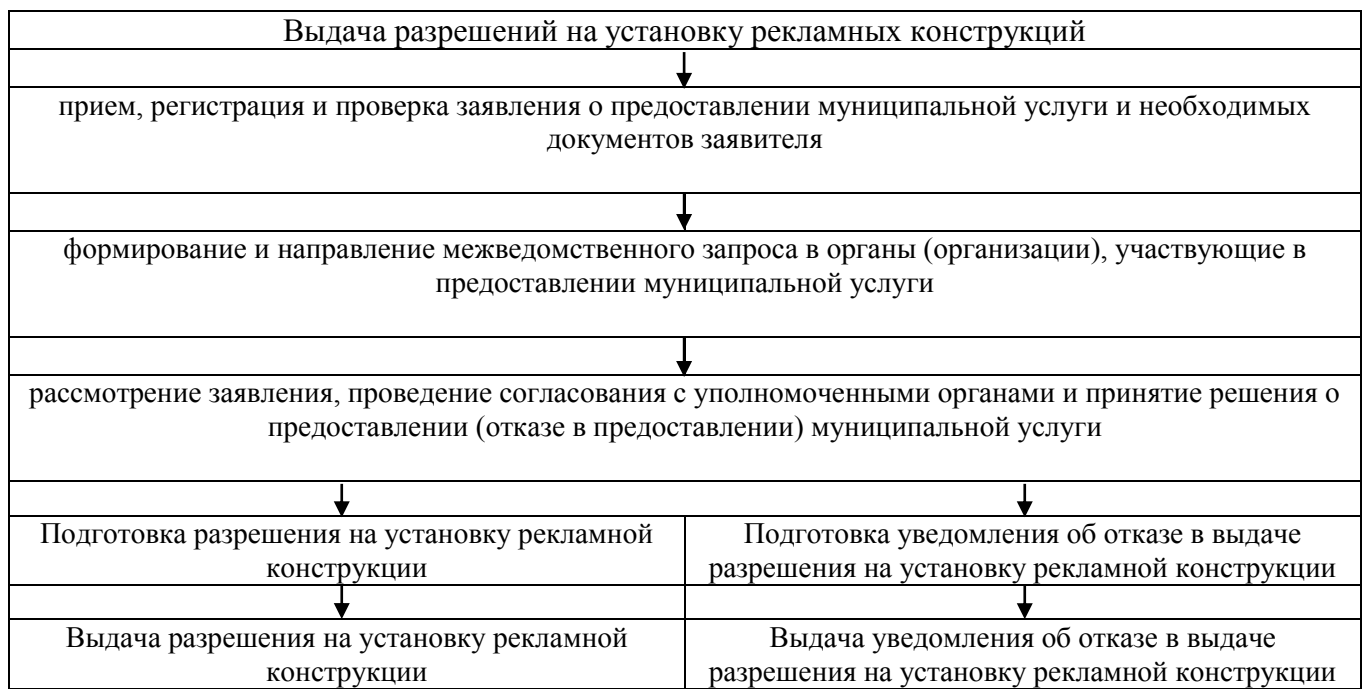 Выдача разрешений на установку рекламных конструкций
прием, регистрация и проверка заявления о предоставлении муниципальной услуги и необходимых
документов заявителя
формирование и направление межведомственного запроса в органы (организации), участвующие в
предоставлении муниципальной услуги
рассмотрение заявления, проведение согласования с уполномоченными органами и принятие решения о
предоставлении (отказе в предоставлении) муниципальной услуги
Подготовка разрешения на установку рекламной
конструкции
Подготовка уведомления об отказе в выдаче
разрешения на установку рекламной конструкции
Выдача разрешения на установку рекламной
конструкции
Выдача уведомления об отказе в выдаче
разрешения на установку рекламной конструкции